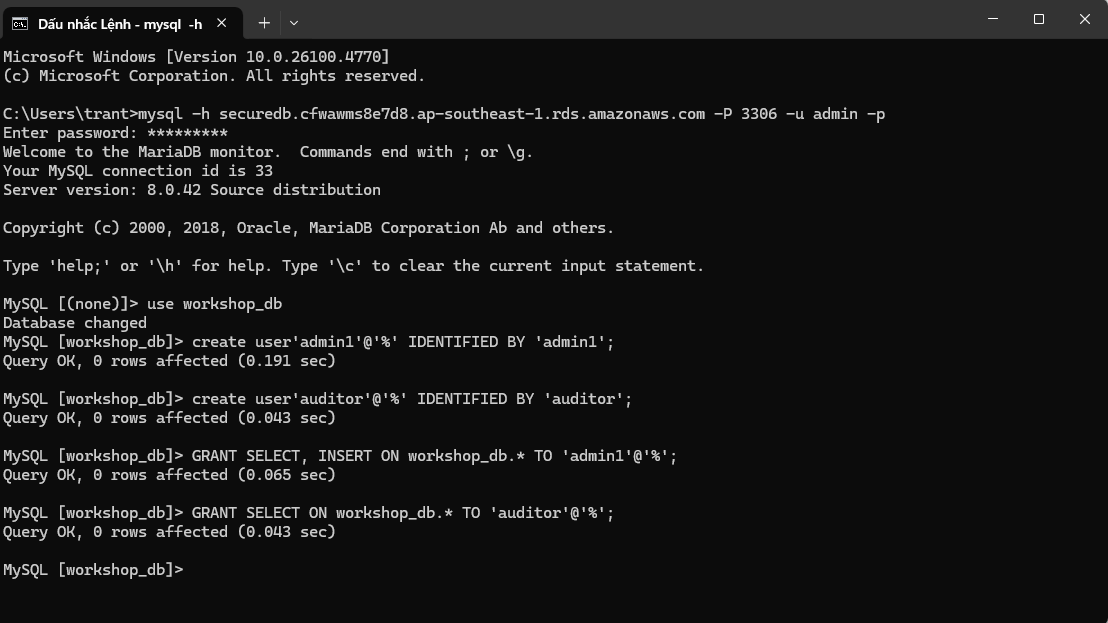 Dấu nhắc Lệnh - mysql -h
Microsoft Windows [Version 10.0.26100.4770]
(c) Microsoft Corporation. All rights reserved.
C:\Users\trant>mysql -h securedb.cfwawms8e7d8.ap-southeast-1.rds.amazonaws.com -P 3306 -u admin -p
Enter password: *********
Welcome to the MariaDB monitor.  Commands end with ; or \g.
Your MySQL connection id is 33
Server version: 8.0.42 Source distribution
Copyright (c) 2000, 2018, Oracle, MariaDB Corporation Ab and others.
Type 'help;' or '\h' for help. Type '\c' to clear the current input statement.
MySQL [(none)]> use workshop_db
Database changed
MySQL [workshop_db]> create user'admin1'@'%' IDENTIFIED BY 'admin1';
Query OK, 0 rows affected (0.191 sec)
MySQL [workshop_db]> create user'auditor'@'%' IDENTIFIED BY 'auditor';
Query OK, 0 rows affected (0.043 sec)
MySQL [workshop_db]> GRANT SELECT, INSERT ON workshop_db.* TO 'admin1'@'%';
Query OK, 0 rows affected (0.065 sec)
MySQL [workshop_db]> GRANT SELECT ON workshop_db.* TO 'auditor'@'%';
Query OK, 0 rows affected (0.043 sec)
MySQL [workshop_db]>